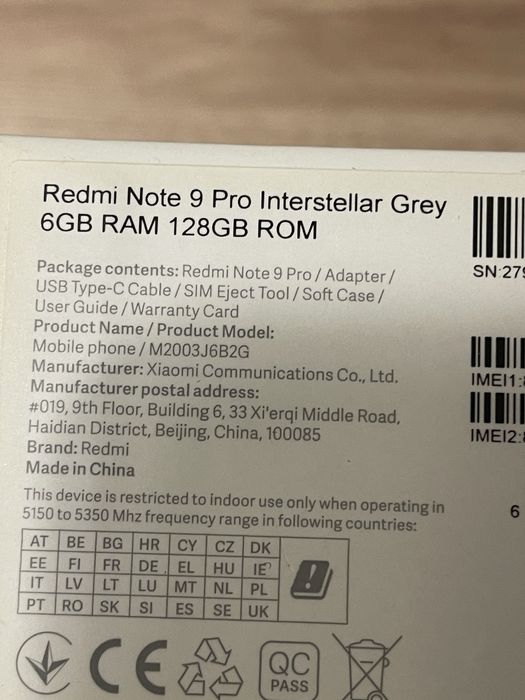 Redmi Note 9 Pro Interstellar Grey
6GB RAM 128GB ROM
Package contents: Redmi Note 9 Pro / Adapter /
USB Type-C Cable / SIM Eject Tool / Soft Case /
User Guide / Warranty Card
Product Name / Product Model:
Mobile phone / M2003J6B2G
Manufacturer: Xiaomi Communications Co., Ltd.
Manufacturer postal address:
#019, 9th Floor, Building 6, 33 Xi'erqi Middle Road,
Haidian District, Beijing, China, 100085
Brand: Redmi
Made in China
This device is restricted to indoor use only when operating in
5150 to 5350 Mhz frequency range in following countries:
AT BE BG HR CY CZ DK
EE FI FR DE EL HU IE
IT LV LT LU MT NL PL
PT RO SK SI ES SE UK
SN:279
IMEI1:
IMEI2:
6
CE
QC
PASS